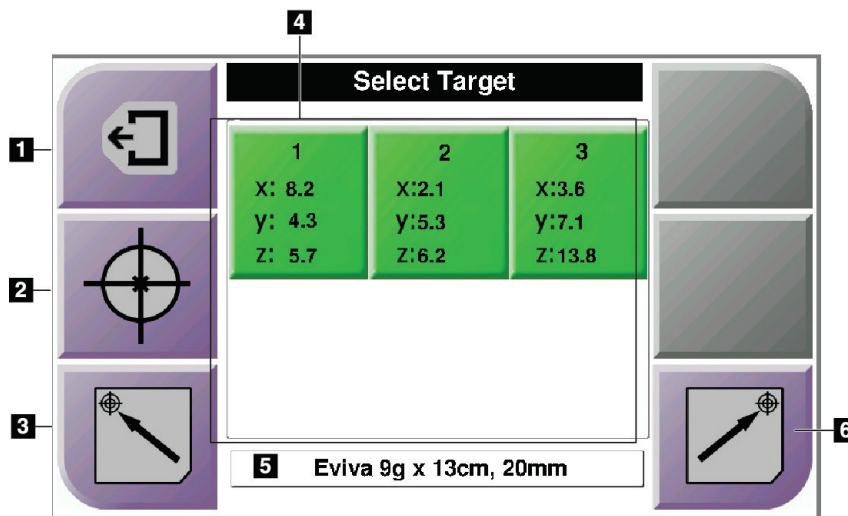 4
Select Target
1
1 2 3
x: 8.2 x:2.1 x:3.6
y: 4.3 y:5.3 y:7.1
z: 5.7 z:6.2 z:13.8
2
3
6
5 Eviva 9g x 13cm, 20mm